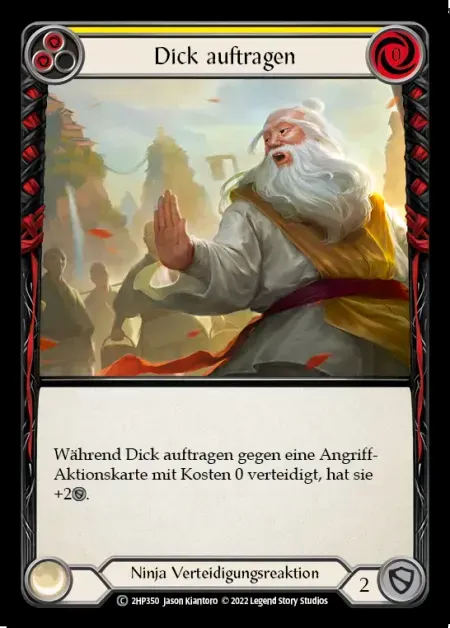 Dick auftragen
0
Während Dick auftragen gegen eine Angriff-
Aktionskarte mit Kosten 0 verteidigt, hat sie
+2.
Ninja Verteidigungsreaktion
2
C 2HP350 Jason Kiantoro © 2022 Legend Story Studios